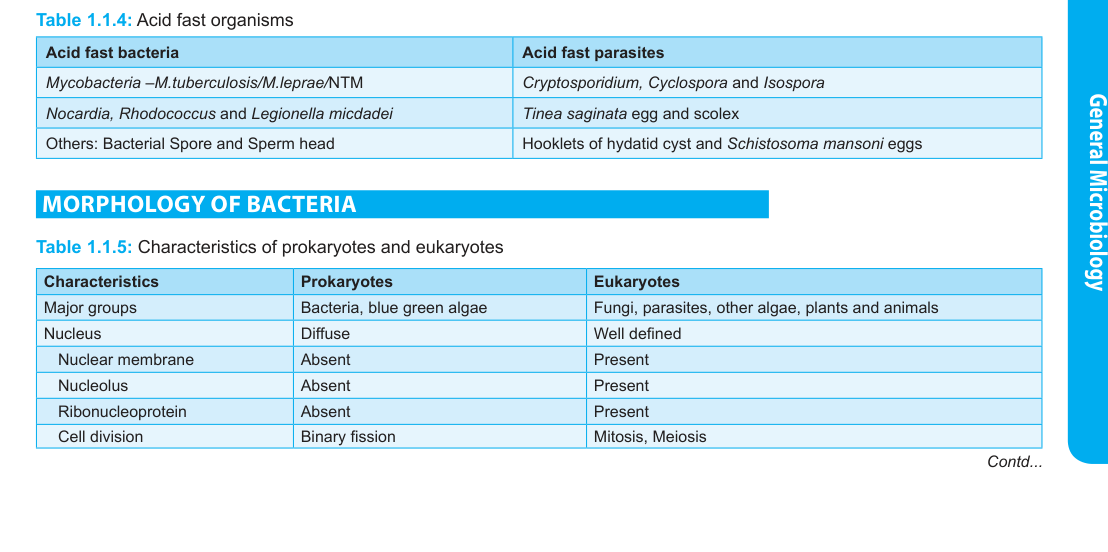 Table 1.1.4: Acid fast organisms
Acid fast bacteria Acid fast parasites
Mycobacteria –M.tuberculosis/M.leprae/NTM Cryptosporidium, Cyclospora and Isospora
Nocardia, Rhodococcus and Legionella micdadei Tinea saginata egg and scolex
Others: Bacterial Spore and Sperm head Hooklets of hydatid cyst and Schistosoma mansoni eggs
MORPHOLOGY OF BACTERIA
Table 1.1.5: Characteristics of prokaryotes and eukaryotes
Characteristics Prokaryotes Eukaryotes
Major groups Bacteria, blue green algae Fungi, parasites, other algae, plants and animals
Nucleus Diffuse Well defined
Nuclear membrane Absent Present
Nucleolus Absent Present
Ribonucleoprotein Absent Present
Cell division Binary fission Mitosis, Meiosis
Contd...
General Microbiology